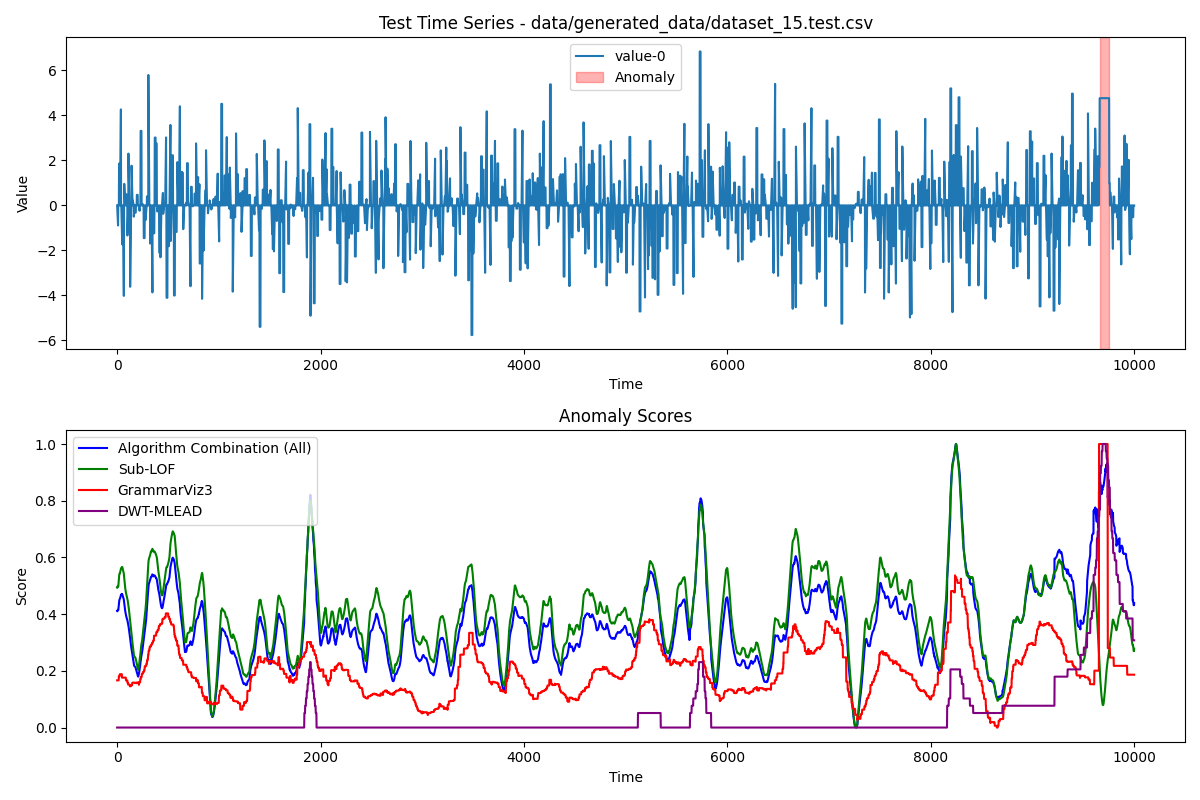 Test Time Series - data/generated_data/dataset_15.test.csv
value-0
Anomaly
Value
6
4
2
0
−2
−4
−6
0
2000
4000
6000
8000
10000
Time
Anomaly Scores
Algorithm Combination (All)
Sub-LOF
GrammarViz3
DWT-MLEAD
Score
1.0
0.8
0.6
0.4
0.2
0.0
0
2000
4000
6000
8000
10000
Time